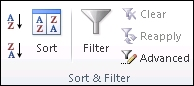 A
Z
Z
A
A Z
Z A
Sort
Filter
Clear
Reapply
Advanced
Sort & Filter